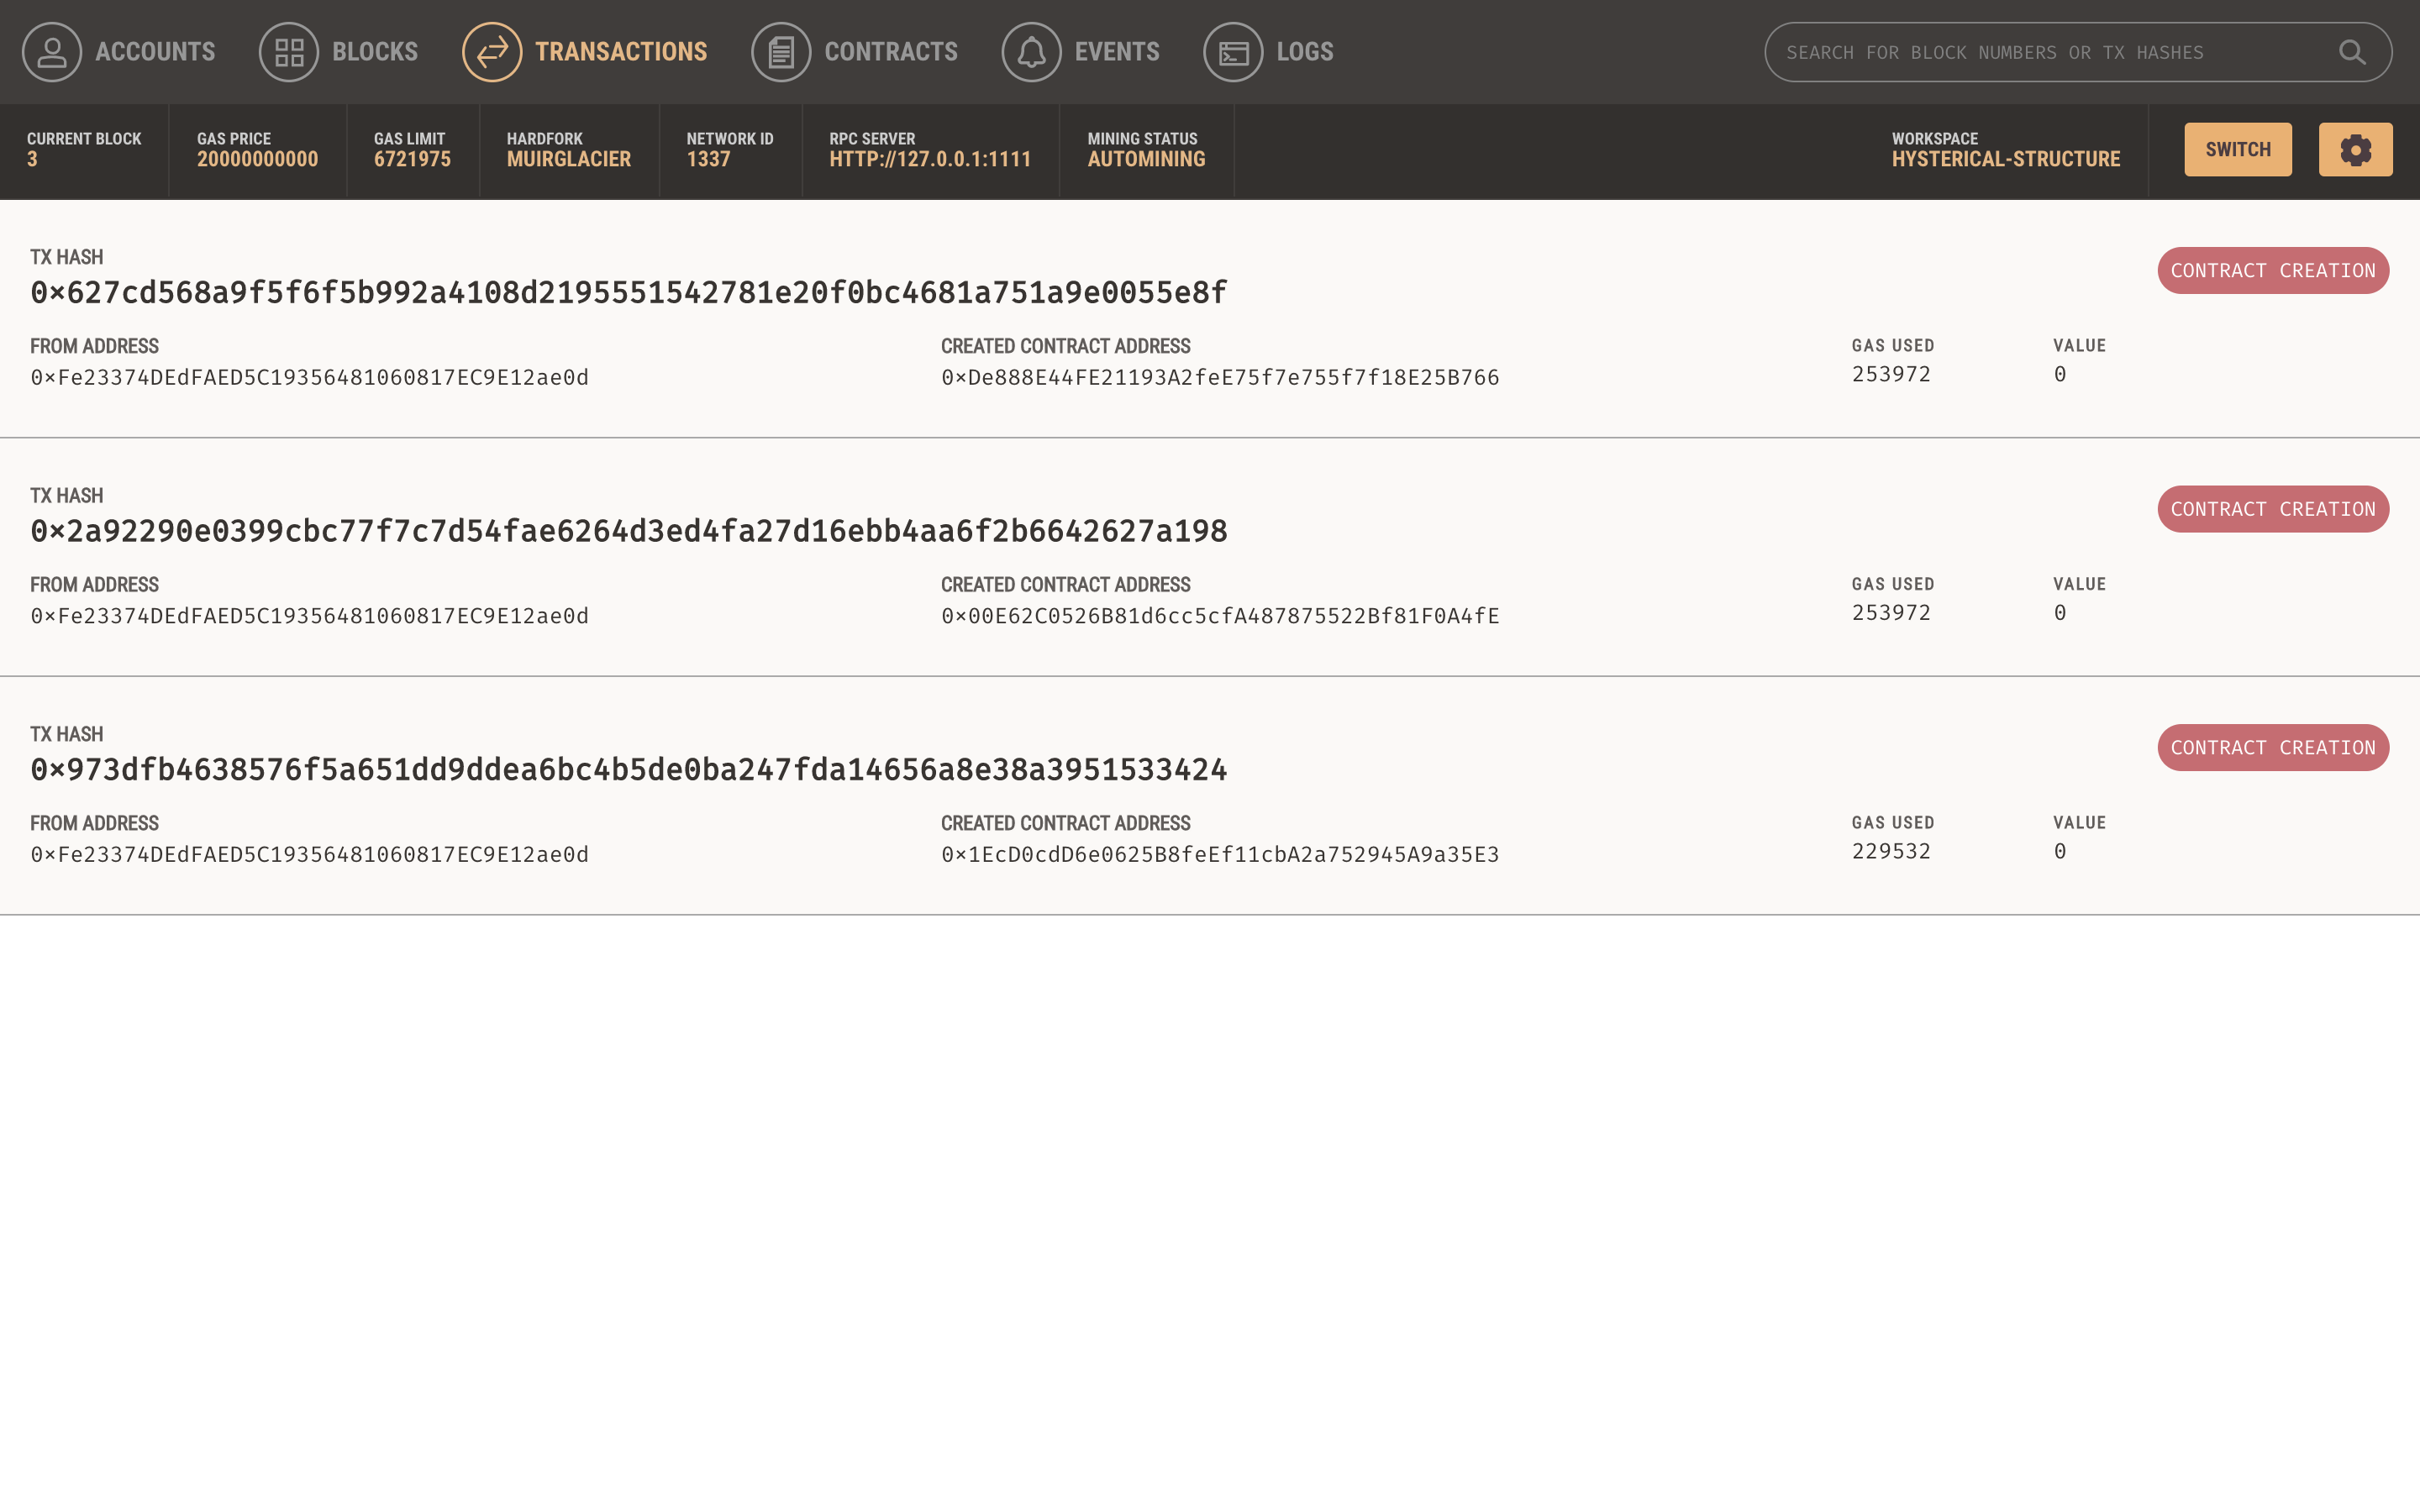 ACCOUNTS BLOCKS TRANSACTIONS CONTRACTS EVENTS LOGS SEARCH FOR BLOCK NUMBERS OR TX HASHES
CURRENT BLOCK GAS PRICE GAS LIMIT HARDFORK NETWORK ID RPC SERVER MINING STATUS WORKSPACE
3 20000000000 6721975 MUIRGLACIER 1337 HTTP://127.0.0.1:1111 AUTOMINING HYSTERICAL-STRUCTURE SWITCH
TX HASH
0×627cd568a9f5f6f5b992a4108d2195551542781e20f0bc4681a751a9e0055e8f CONTRACT CREATION
FROM ADDRESS CREATED CONTRACT ADDRESS GAS USED VALUE
0×Fe23374DEdFAED5C19356481060817EC9E12ae0d 0×De888E44FE21193A2feE75f7e755f7f18E25B766 253972 0
TX HASH
0×2a92290e0399cbc77f7c7d54fae6264d3ed4fa27d16ebb4aa6f2b6642627a198 CONTRACT CREATION
FROM ADDRESS CREATED CONTRACT ADDRESS GAS USED VALUE
0×Fe23374DEdFAED5C19356481060817EC9E12ae0d 0×00E62C0526B81d6cc5cfA487875522Bf81F0A4fE 253972 0
TX HASH
0×973dfb4638576f5a651dd9ddea6bc4b5de0ba247fda14656a8e38a3951533424 CONTRACT CREATION
FROM ADDRESS CREATED CONTRACT ADDRESS GAS USED VALUE
0×Fe23374DEdFAED5C19356481060817EC9E12ae0d 0×1EcD0cdD6e0625B8feEf11cbA2a752945A9a35E3 229532 0